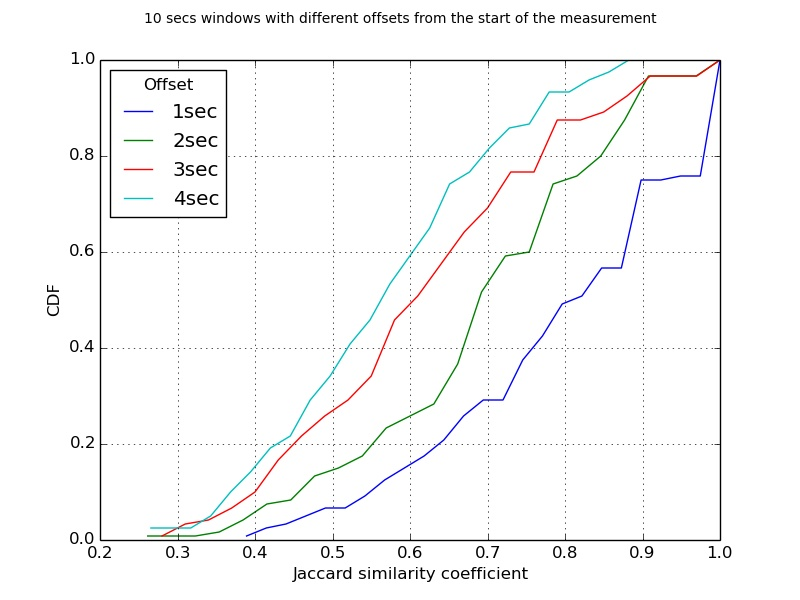 10 secs windows with different offsets from the start of the measurement
Offset
1sec
2sec
3sec
4sec
1.0
0.8
0.6
0.4
0.2
0.0
CDF
0.2 0.3 0.4 0.5 0.6 0.7 0.8 0.9 1.0
Jaccard similarity coefficient